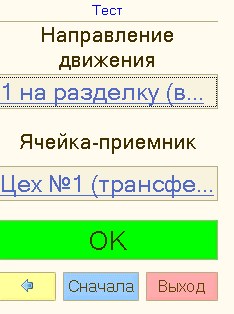 Тест
Направление
движения
1 на разделку (в...
Ячейка-приемник
Цех №1 (трансфе...
OK
Сначала
Выход